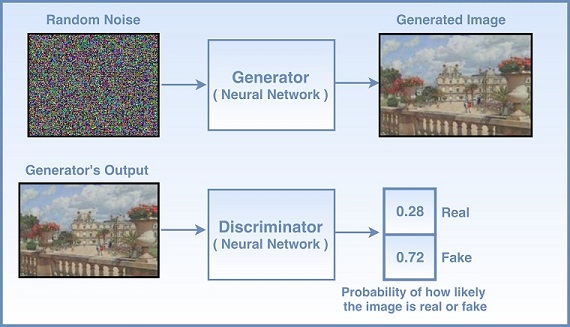 Random Noise
Generated Image
Generator
( Neural Network )
Generator's Output
Discriminator
( Neural Network )
0.28 Real
0.72 Fake
Probability of how likely
the image is real or fake